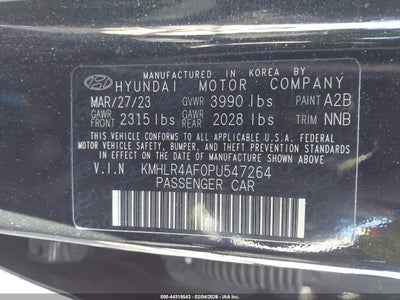 MANUFACTURED IN KOREA BY
HYUNDAI MOTOR COMPANY
MAR/27/23 GVWR 3990 lbs PAINT A2B
GAWR FRONT 2315 lbs GAWR REAR 2028 lbs TRIM NNB
THIS VEHICLE CONFORMS TO ALL APPLICABLE U.S.A. FEDERAL
MOTOR VEHICLE SAFETY, BUMPER, AND THEFT PREVENTION
STANDARDS IN EFFECT ON THE DATE OF MANUFACTURE SHOWN ABOVE.
V.I.N KMHLR4AF0PU547264
PASSENGER CAR
© 44318543 - 02/04/2026 - IAA Inc.